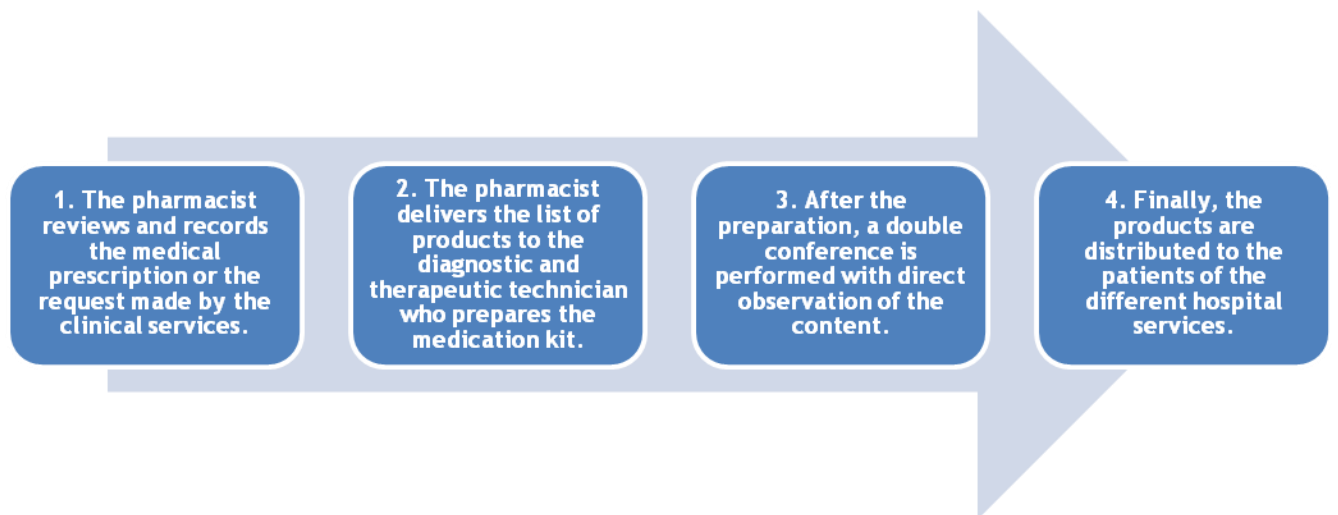 1. The pharmacist
reviews and records
the medical
prescription or the
request made by the
clinical services.
2. The pharmacist
delivers the list of
products to the
diagnostic and
therapeutic technician
who prepares the
medication kit.
3. After the
preparation, a double
conference is
performed with direct
observation of the
content.
4. Finally, the
products are
distributed to the
patients of the
different hospital
services.